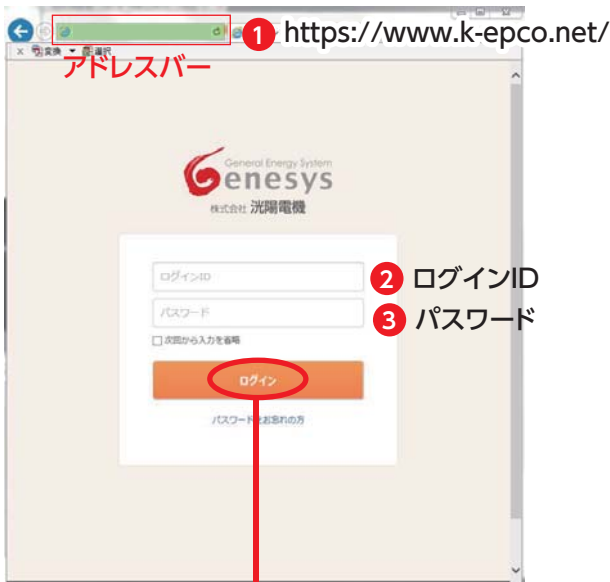 1 https://www.k-epco.net/
x 変換 ▼ 選択
アドレスバー
General Energy System
Genesys
株式会社 洸陽電機
ログインID
2 ログインID
パスワード
3 パスワード
次回から入力を省略
ログイン
パスワードをお忘れの方